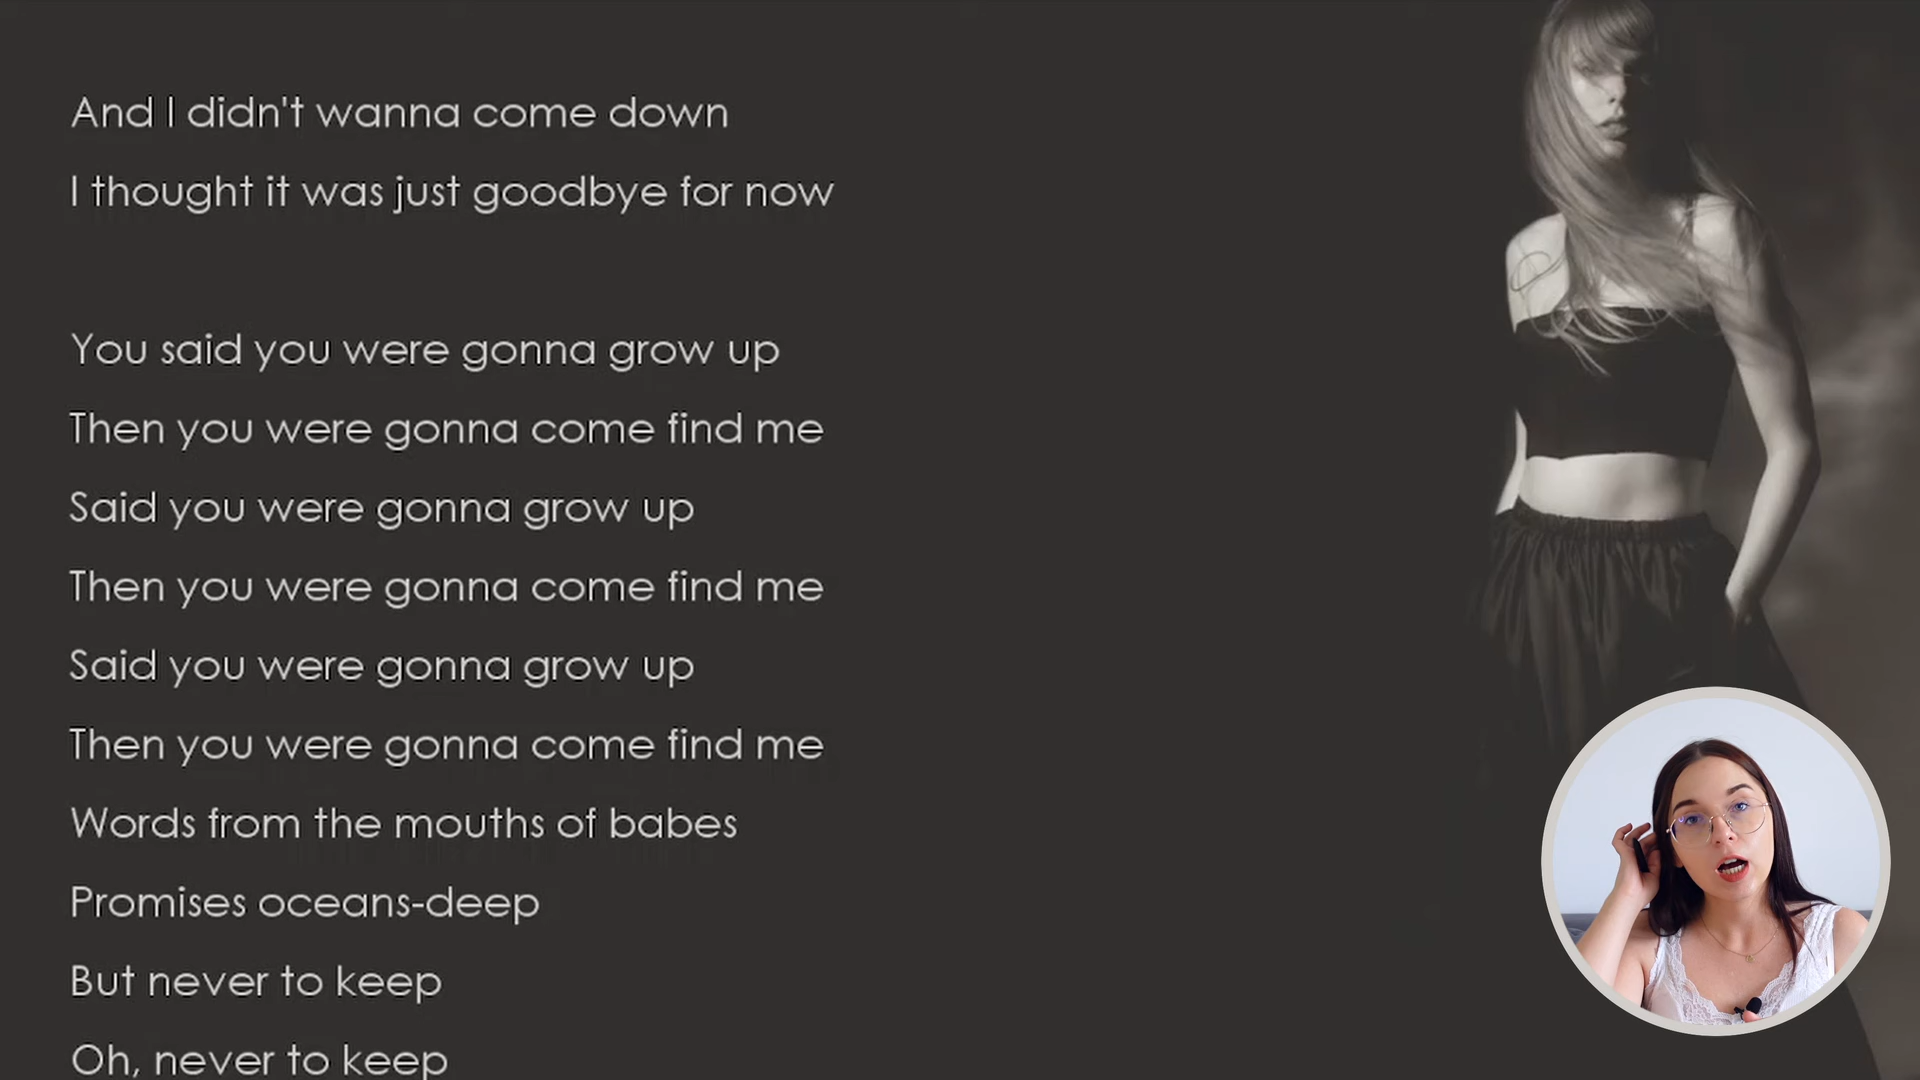 And I didn't wanna come down
I thought it was just goodbye for now
You said you were gonna grow up
Then you were gonna come find me
Said you were gonna grow up
Then you were gonna come find me
Said you were gonna grow up
Then you were gonna come find me
Words from the mouths of babes
Promises oceans-deep
But never to keep
Oh, never to keep